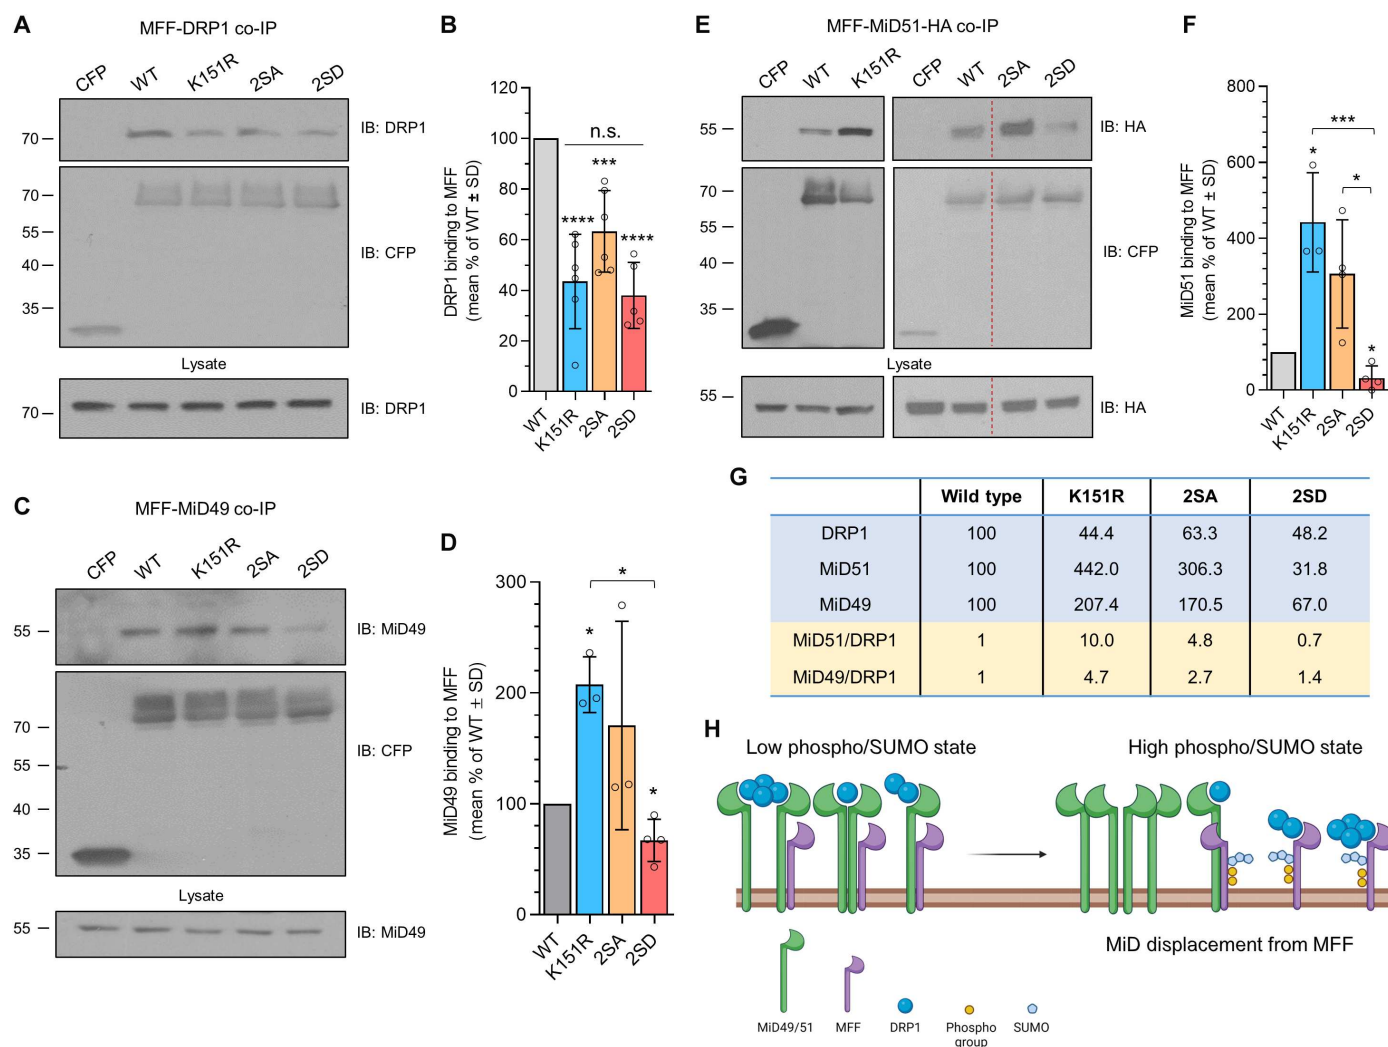 A
MFF-DRP1 co-IP
CFP WT K151R 2SA 2SD
70
IB: DRP1
70
55
40
35
IB: CFP
Lysate
70
IB: DRP1
B
DRP1 binding to MFF
(mean % of WT ± SD)
120
100
80
60
40
20
0
n.s.
****
***
****
WT K151R 2SA 2SD
C
MFF-MiD49 co-IP
CFP WT K151R 2SA 2SD
55
IB: MiD49
70
55
40
35
IB: CFP
Lysate
55
IB: MiD49
D
MiD49 binding to MFF
(mean % of WT ± SD)
300
200
100
0
*
*
*
WT K151R 2SA 2SD
E
MFF-MiD51-HA co-IP
CFP WT K151R CFP WT 2SA 2SD
55
IB: HA
70
55
40
35
IB: CFP
Lysate
55
IB: HA
F
MiD51 binding to MFF
(mean % of WT ± SD)
800
600
400
200
0
***
*
*
*
WT K151R 2SA 2SD
G
Wild type K151R 2SA 2SD
DRP1 100 44.4 63.3 48.2
MiD51 100 442.0 306.3 31.8
MiD49 100 207.4 170.5 67.0
MiD51/DRP1 1 10.0 4.8 0.7
MiD49/DRP1 1 4.7 2.7 1.4
H
Low phospho/SUMO state
High phospho/SUMO state
MiD displacement from MFF
MiD49/51
MFF
DRP1
Phospho
group
SUMO